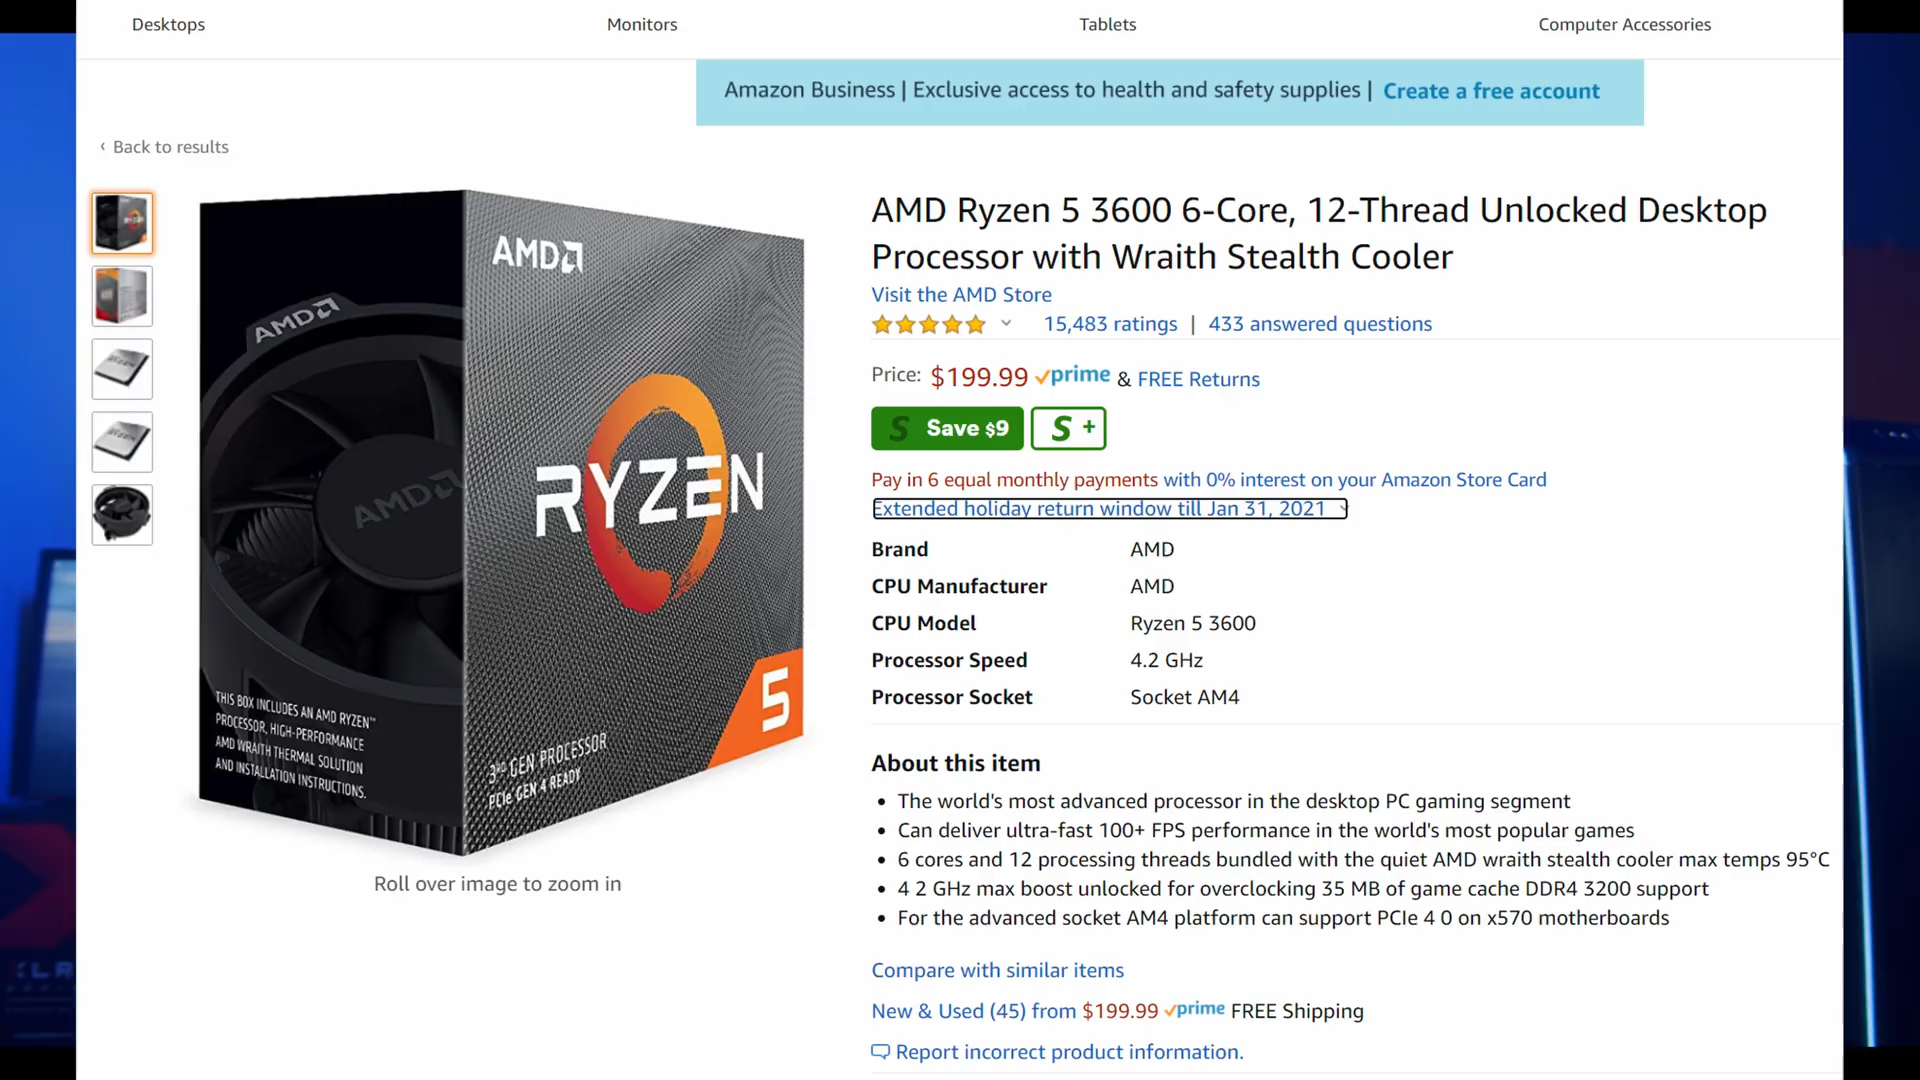 Desktops
Monitors
Tablets
Computer Accessories
Amazon Business | Exclusive access to health and safety supplies | Create a free account
‹ Back to results
AMD
AMD
AMD
RYZEN
5
THIS BOX INCLUDES AN AMD RYZEN™
PROCESSOR, HIGH-PERFORMANCE
AMD WRAITH THERMAL SOLUTION
AND INSTALLATION INSTRUCTIONS.
3RD GEN PROCESSOR
PCIe GEN 4 READY
Roll over image to zoom in
AMD Ryzen 5 3600 6-Core, 12-Thread Unlocked Desktop
Processor with Wraith Stealth Cooler
Visit the AMD Store
15,483 ratings | 433 answered questions
Price: $199.99 prime & FREE Returns
S Save $9 S +
Pay in 6 equal monthly payments with 0% interest on your Amazon Store Card
Extended holiday return window till Jan 31, 2021
Brand AMD
CPU Manufacturer AMD
CPU Model Ryzen 5 3600
Processor Speed 4.2 GHz
Processor Socket Socket AM4
About this item
• The world's most advanced processor in the desktop PC gaming segment
• Can deliver ultra-fast 100+ FPS performance in the world's most popular games
• 6 cores and 12 processing threads bundled with the quiet AMD wraith stealth cooler max temps 95°C
• 4 2 GHz max boost unlocked for overclocking 35 MB of game cache DDR4 3200 support
• For the advanced socket AM4 platform can support PCIe 4 0 on x570 motherboards
Compare with similar items
New & Used (45) from $199.99 prime FREE Shipping
Report incorrect product information.